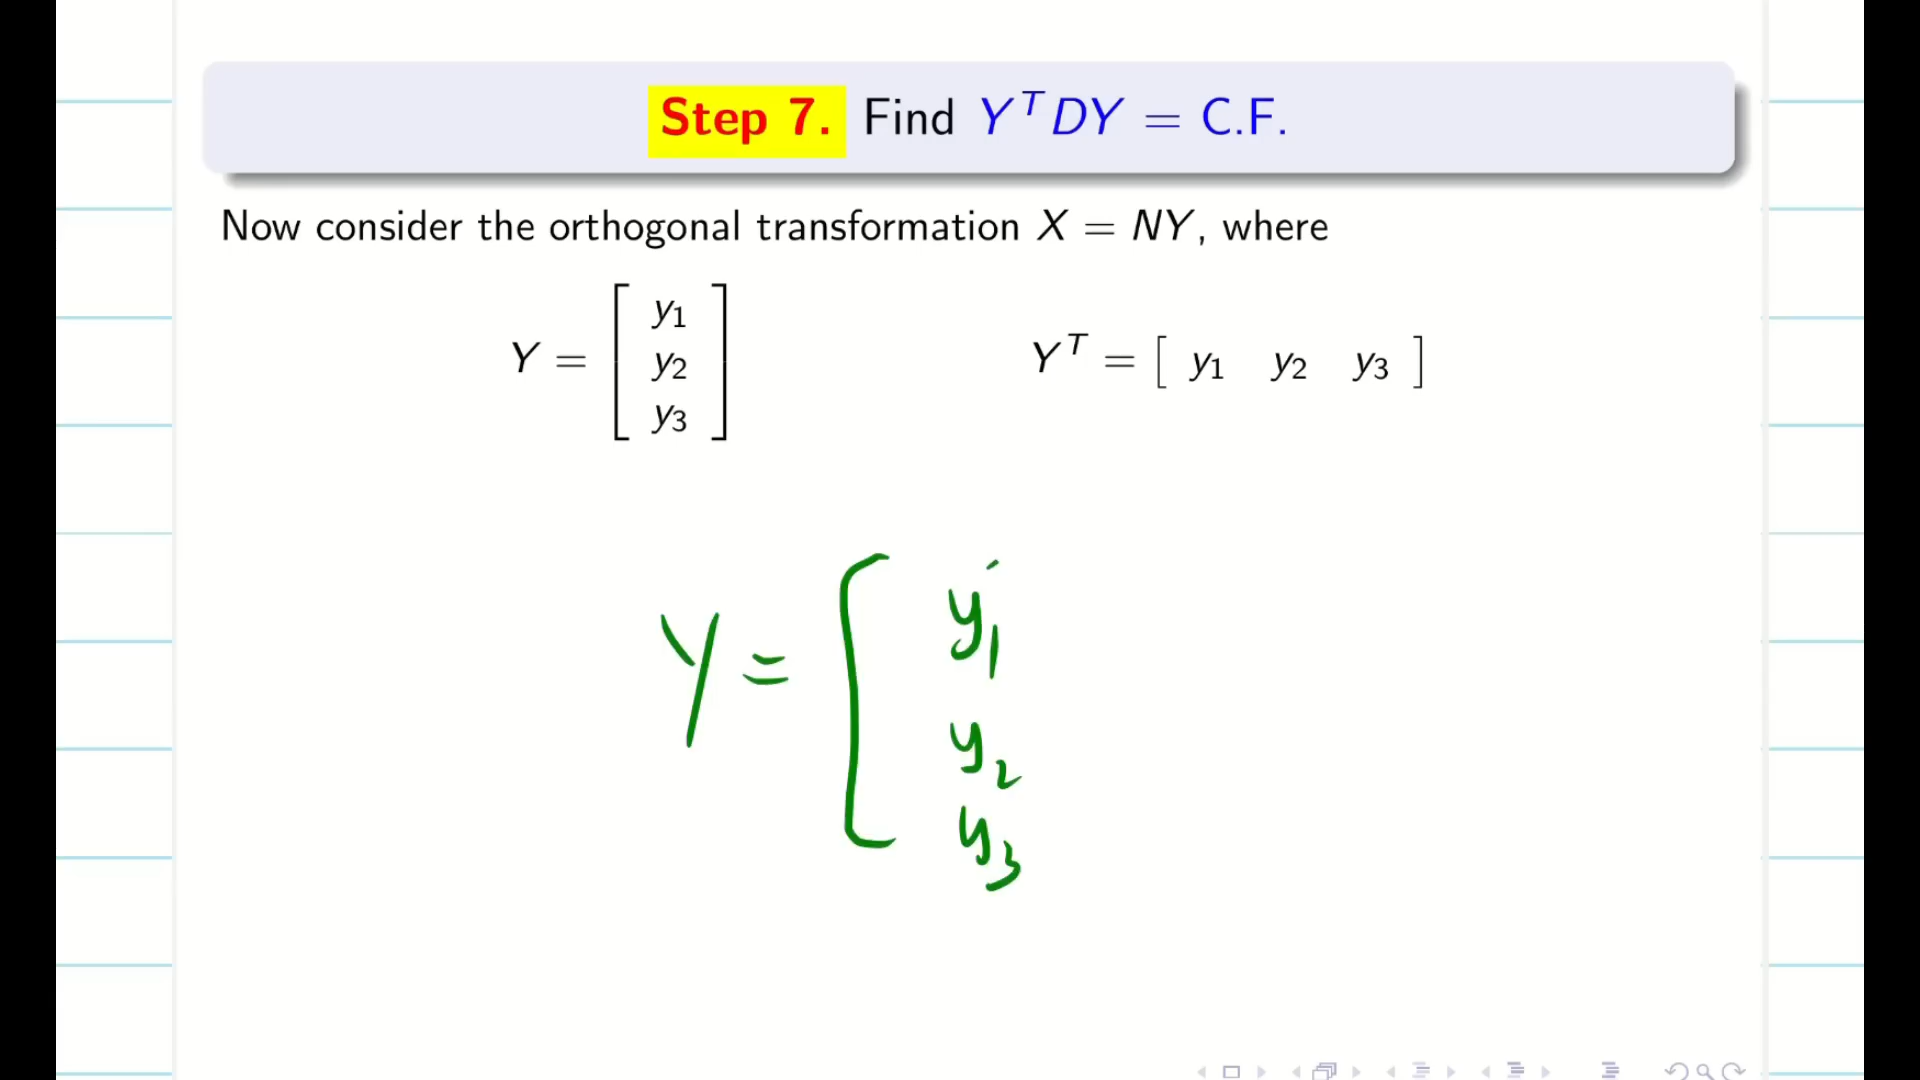 Step 7. Find Y^T DY = C.F.
Now consider the orthogonal transformation X = NY, where
Y = [ y₁ y₂ y₃ ]  Y^T = [ y₁ y₂ y₃ ]
Y = [ y₁
y₂
y₃